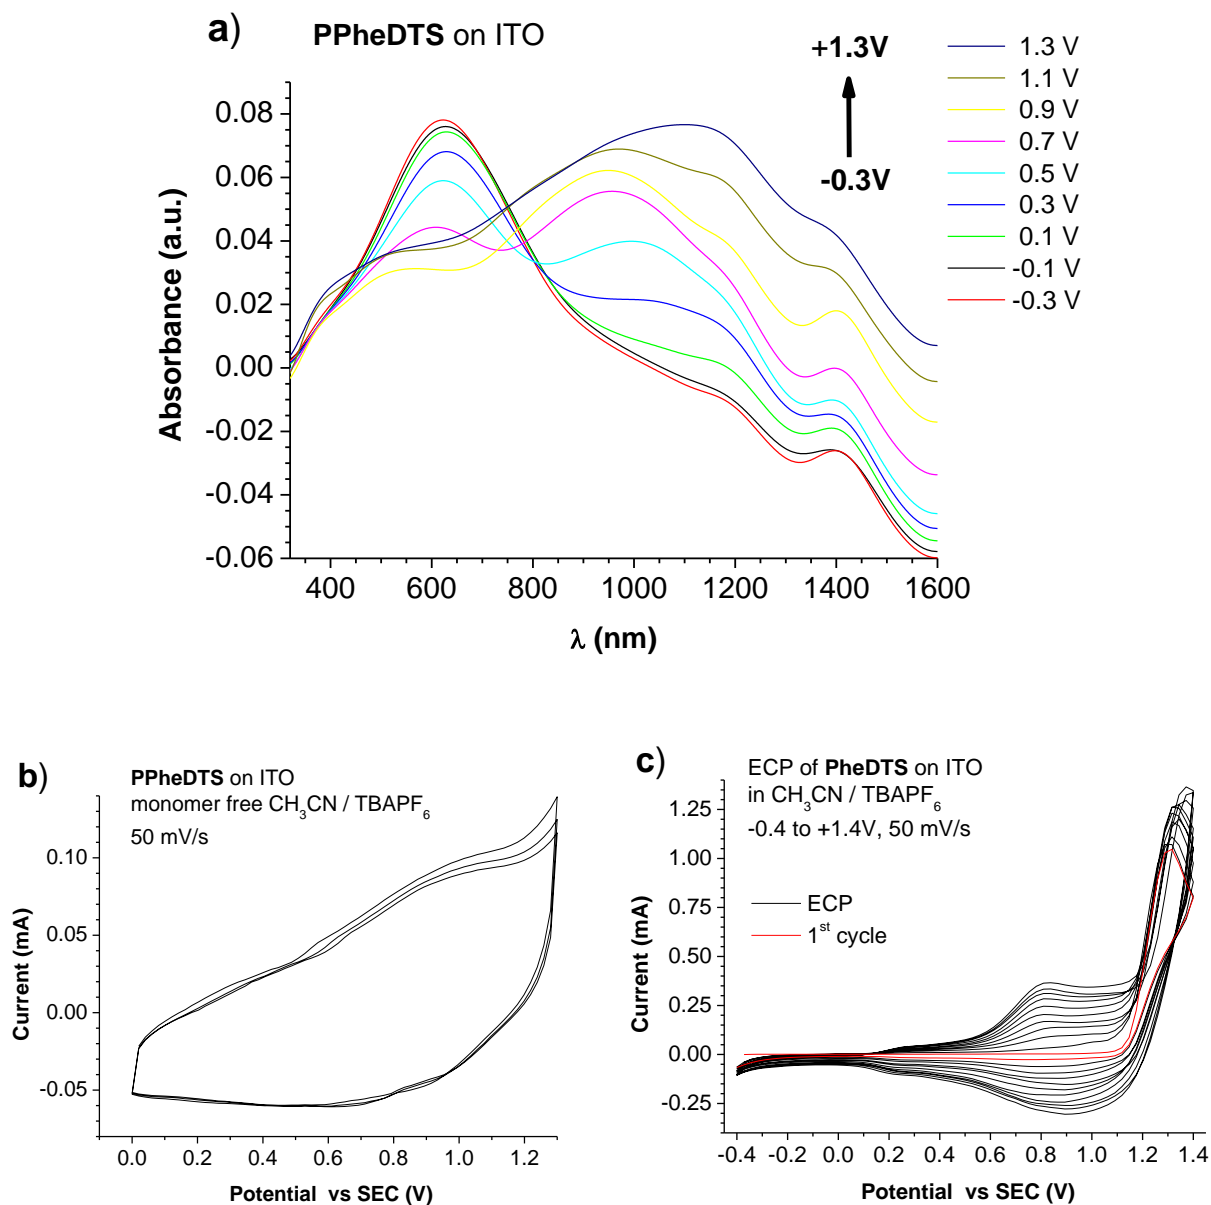 a) PPheDTS on ITO
+1.3V
-0.3V
1.3 V
1.1 V
0.9 V
0.7 V
0.5 V
0.3 V
0.1 V
-0.1 V
-0.3 V
Absorbance (a.u.)
0.08
0.06
0.04
0.02
0.00
-0.02
-0.04
-0.06
400 600 800 1000 1200 1400 1600
λ (nm)
b) PPheDTS on ITO
monomer free CH3CN / TBAPF6
50 mV/s
Current (mA)
0.10
0.05
0.00
-0.05
0.0 0.2 0.4 0.6 0.8 1.0 1.2
Potential vs SEC (V)
c) ECP of PheDTS on ITO
in CH3CN / TBAPF6
-0.4 to +1.4V, 50 mV/s
ECP
1st cycle
Current (mA)
1.25
1.00
0.75
0.50
0.25
0.00
-0.25
-0.4 -0.2 0.0 0.2 0.4 0.6 0.8 1.0 1.2 1.4
Potential vs SEC (V)